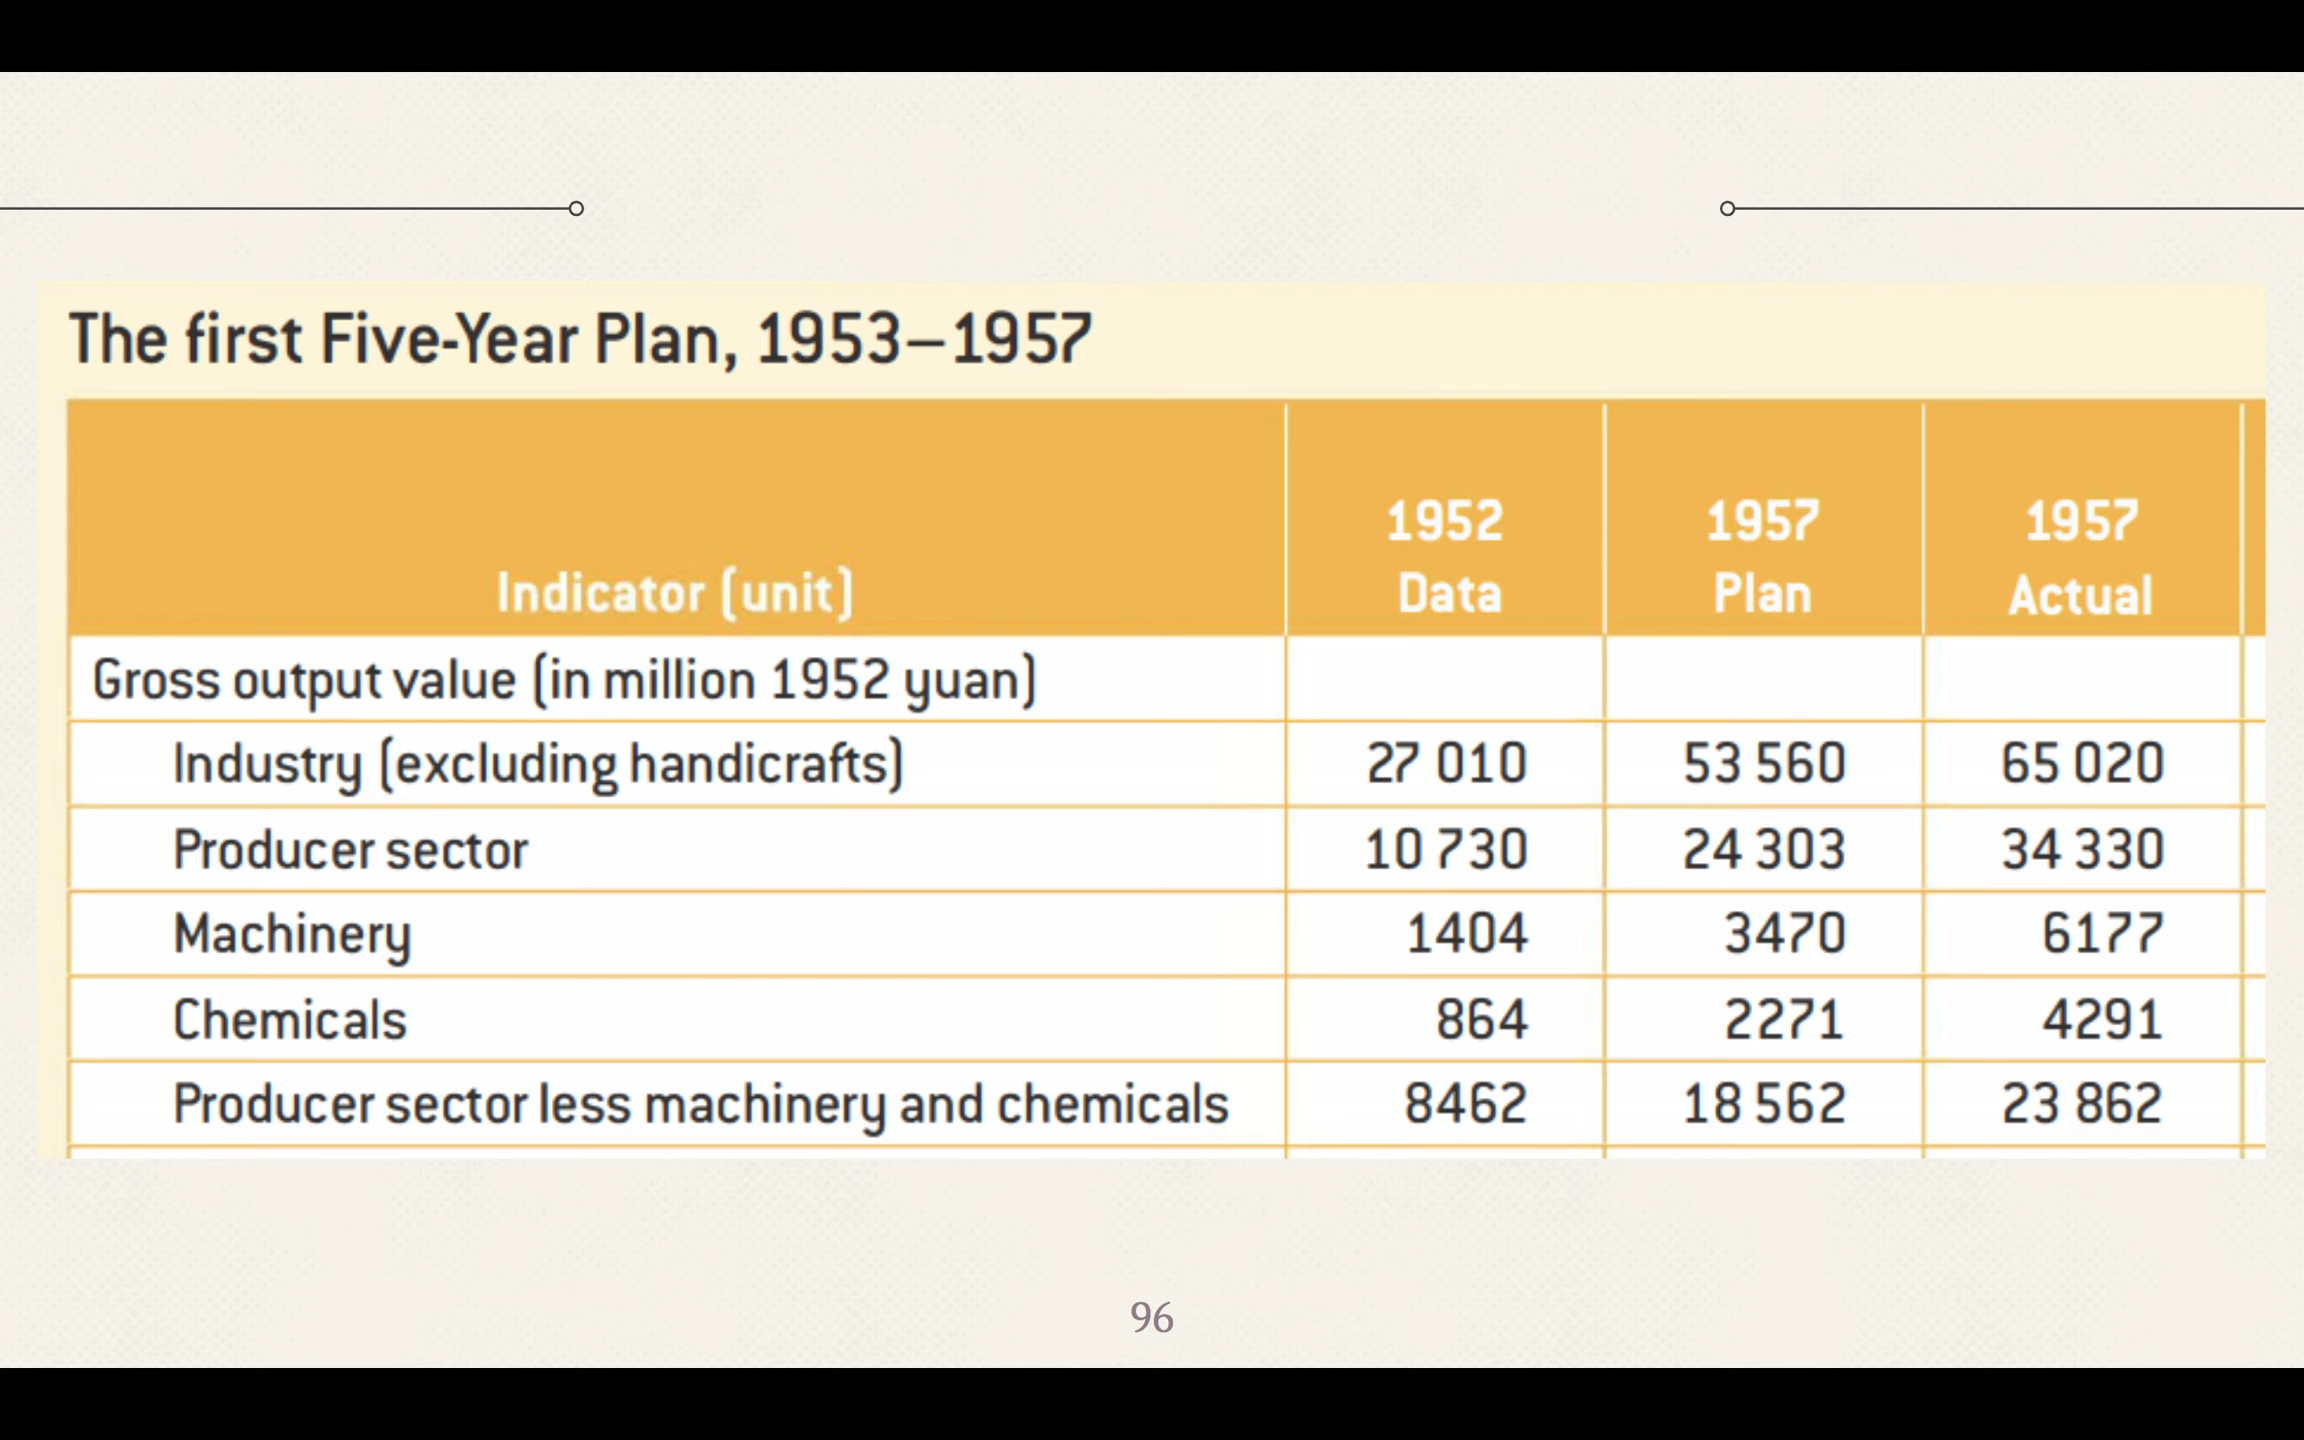 The first Five-Year Plan, 1953–1957
Indicator (unit) 1952 Data 1957 Plan 1957 Actual
Gross output value (in million 1952 yuan)
Industry (excluding handicrafts) 27 010 53 560 65 020
Producer sector 10 730 24 303 34 330
Machinery 1404 3470 6177
Chemicals 864 2271 4291
Producer sector less machinery and chemicals 8462 18 562 23 862
96